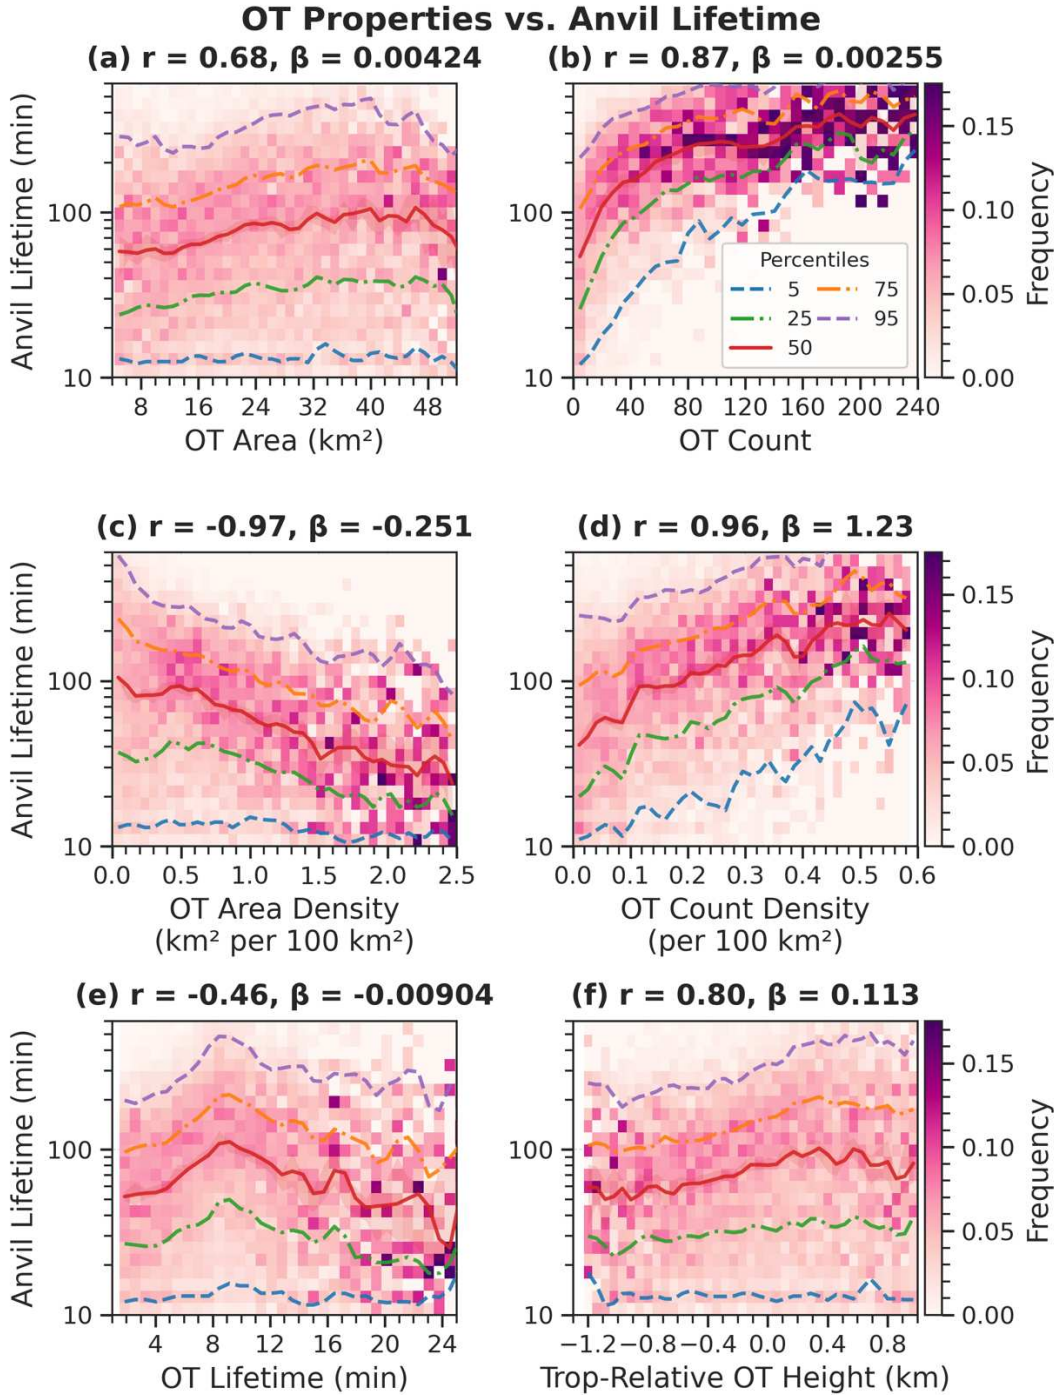 OT Properties vs. Anvil Lifetime
(a) r = 0.68, β = 0.00424
(b) r = 0.87, β = 0.00255
Anvil Lifetime (min)
100
10
8 16 24 32 40 48
OT Area (km²)
Percentiles
5 75
25 95
50
0 40 80 120 160 200 240
OT Count
0.15
0.10
0.05
0.00
Frequency
(c) r = -0.97, β = -0.251
(d) r = 0.96, β = 1.23
Anvil Lifetime (min)
100
10
0.0 0.5 1.0 1.5 2.0 2.5
OT Area Density
(km² per 100 km²)
100
10
0.0 0.1 0.2 0.3 0.4 0.5 0.6
OT Count Density
(per 100 km²)
0.15
0.10
0.05
0.00
Frequency
(e) r = -0.46, β = -0.00904
(f) r = 0.80, β = 0.113
Anvil Lifetime (min)
100
10
4 8 12 16 20 24
OT Lifetime (min)
100
10
−1.2 −0.8 −0.4 0.0 0.4 0.8
Trop-Relative OT Height (km)
0.15
0.10
0.05
0.00
Frequency